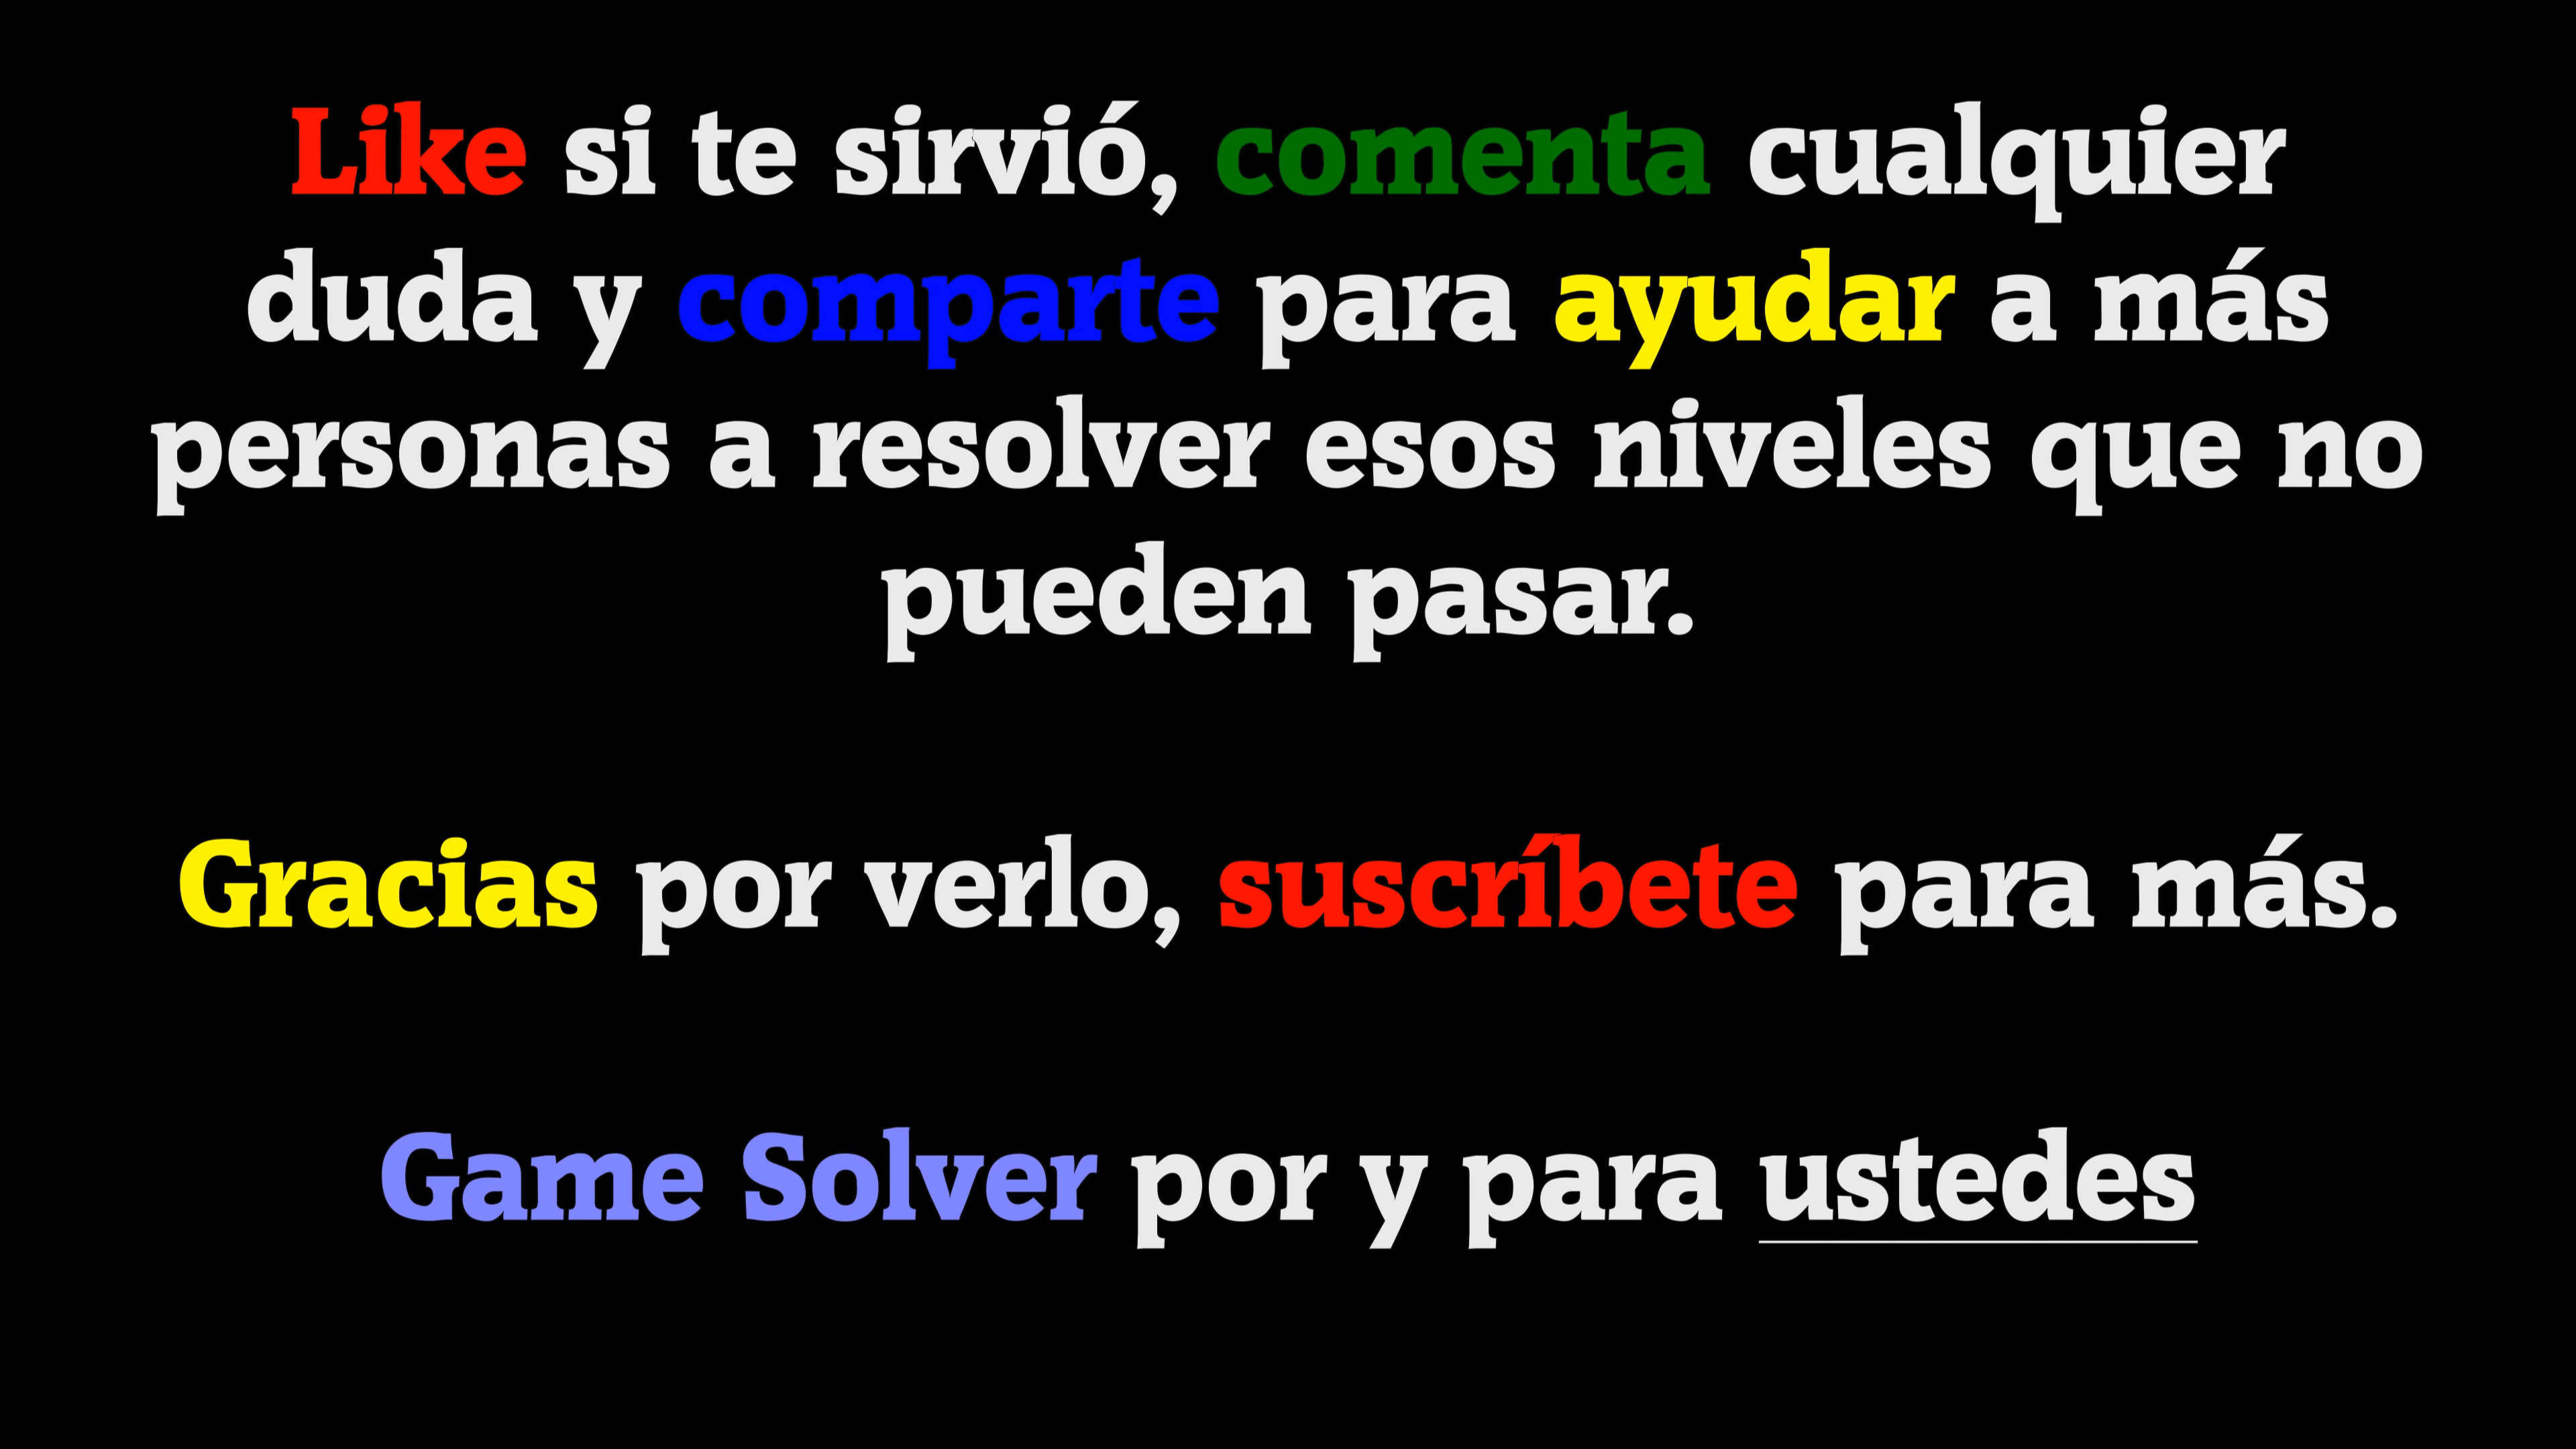 Like si te sirvió, comenta cualquier
duda y comparte para ayudar a más
personas a resolver esos niveles que no
pueden pasar.
Gracias por verlo, suscríbete para más.
Game Solver por y para ustedes